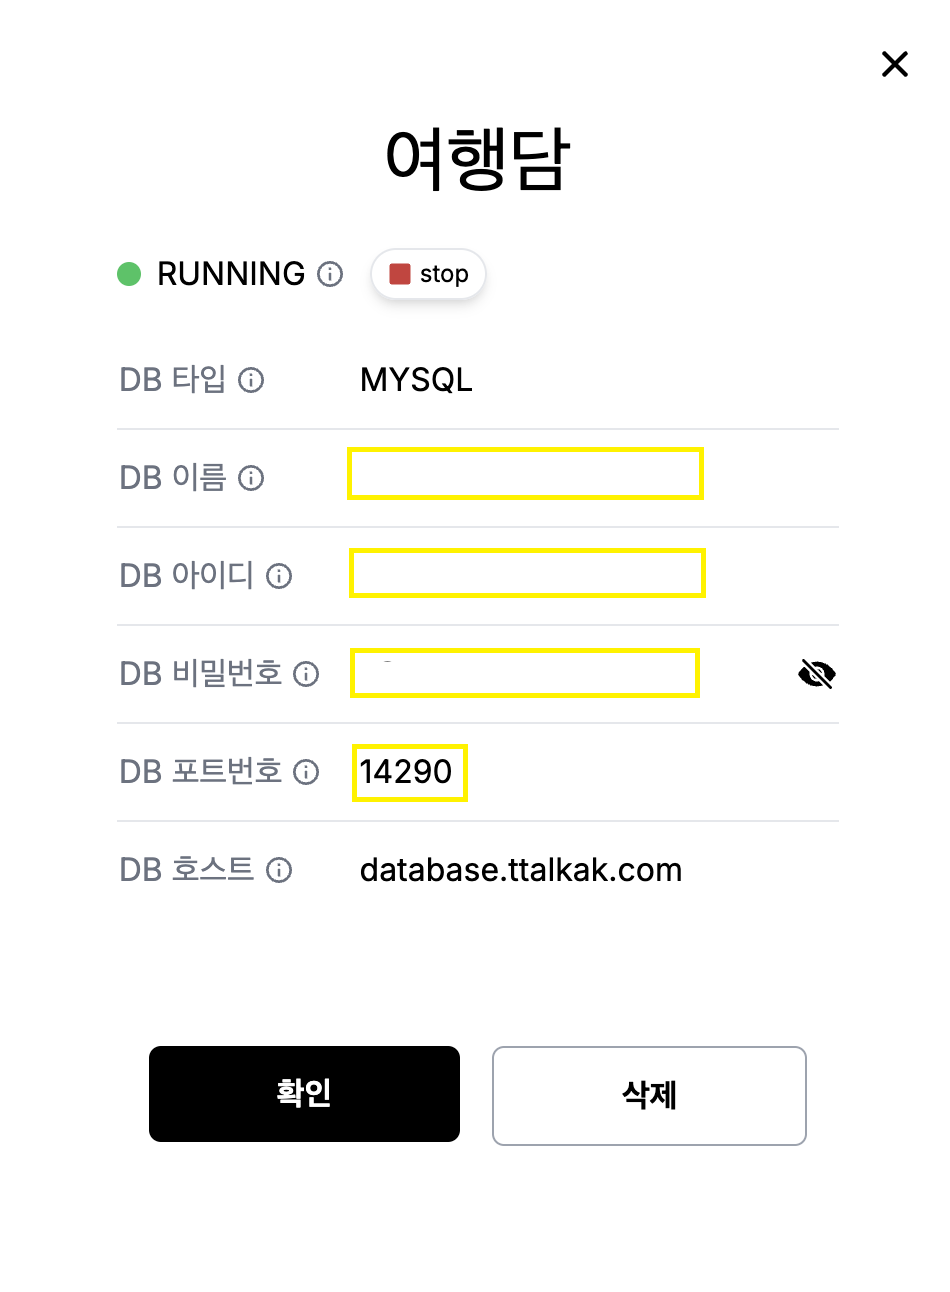 여행담
RUNNING stop
DB 타입 MYSQL
DB 이름
DB 아이디
DB 비밀번호
DB 포트번호 14290
DB 호스트 database.ttalkak.com
확인 삭제